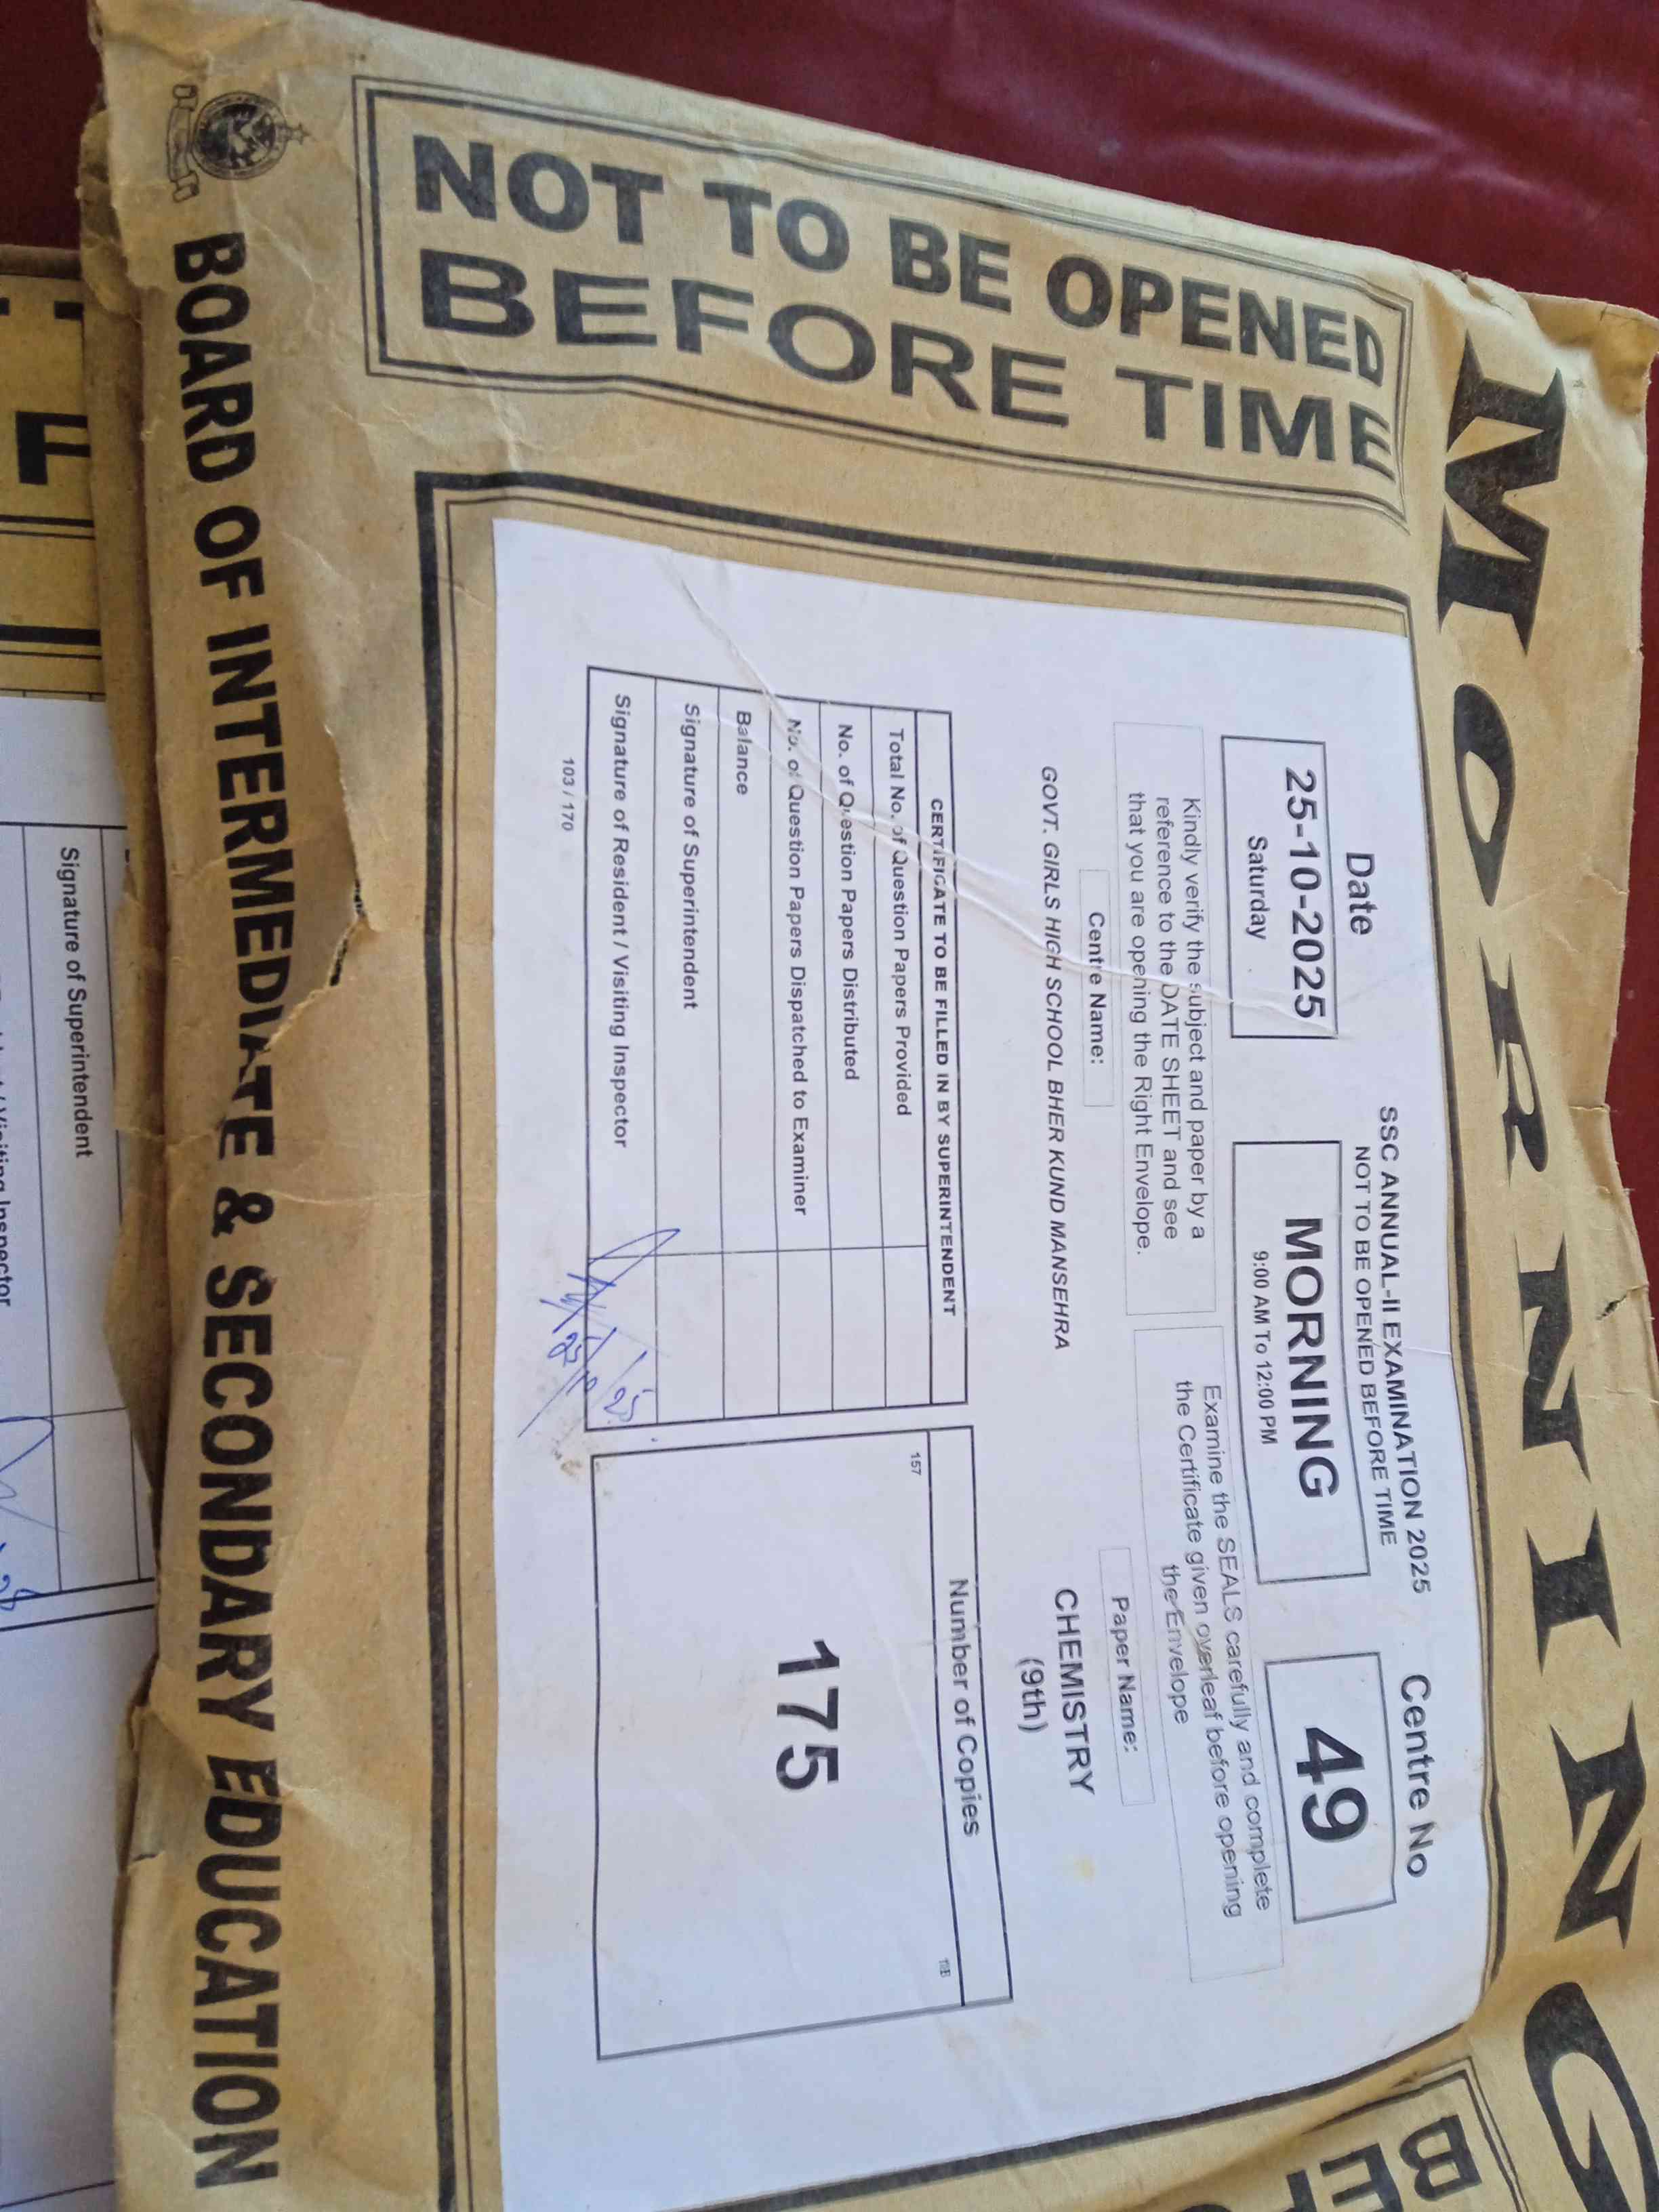 MORNING
NOT TO BE OPENED
BEFORE TIME
SSC ANNUAL-II EXAMINATION 2025
NOT TO BE OPENED BEFORE TIME
Date
25-10-2025
Saturday
MORNING
9:00 AM To 12:00 PM
Centre No
49
Kindly verify the subject and paper by a
reference to the DATE SHEET and see
that you are opening the Right Envelope.
Examine the SEALS carefully and complete
the Certificate given overleaf before opening
the Envelope
Centre Name:
GOVT. GIRLS HIGH SCHOOL BHER KUND MANSEHRA
Paper Name:
CHEMISTRY
(9th)
CERTIFICATE TO BE FILLED IN BY SUPERINTENDENT
Total No. of Question Papers Provided
No. of Question Papers Distributed
No. of Question Papers Dispatched to Examiner
Balance
Signature of Superintendent
Signature of Resident / Visiting Inspector
103 / 170
Number of Copies
157
175
BOARD OF INTERMEDIATE & SECONDARY EDUCATION
Signature of Superintendent
Visiting Inspector